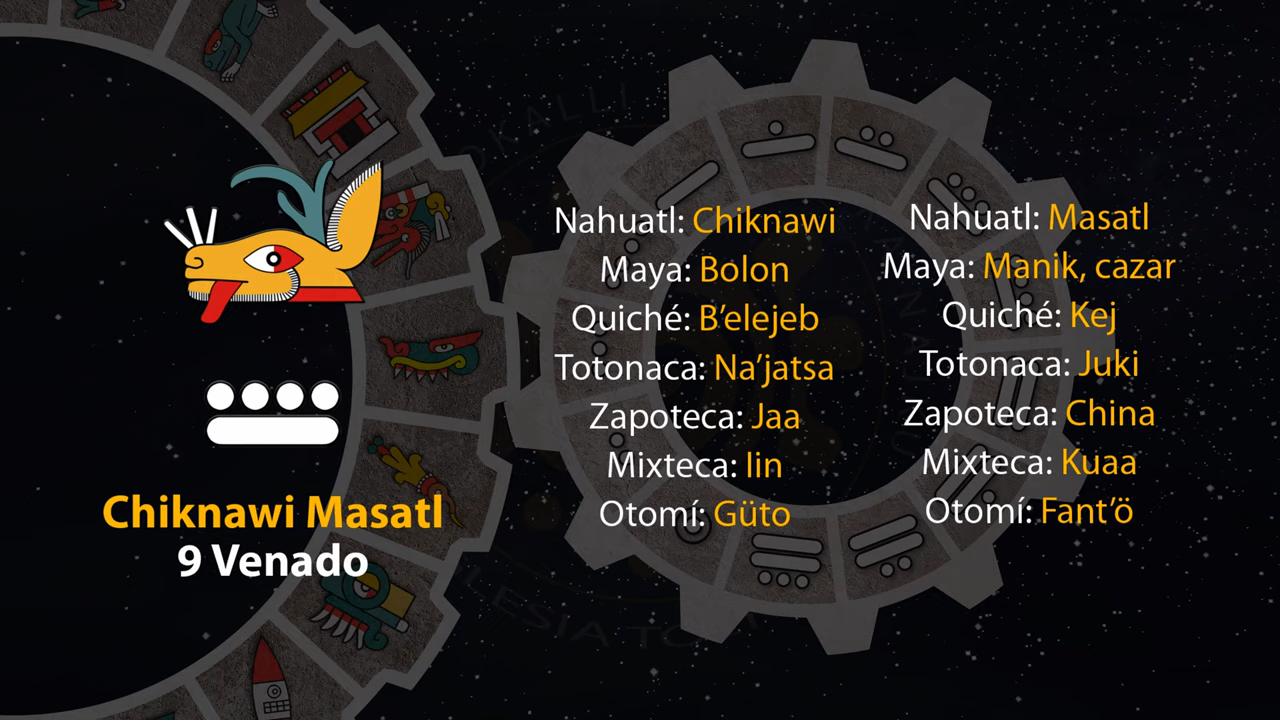 Chiknawi Masatl
9 Venado
Nahuatl: Chiknawi
Maya: Bolon
Quiché: B’elejeb
Totonaca: Na’jatsa
Zapoteca: Jaa
Mixteca: Iin
Otomí: Güto
Nahuatl: Masatl
Maya: Manik, cazar
Quiché: Kej
Totonaca: Juki
Zapoteca: China
Mixteca: Kuaa
Otomí: Fant’ö